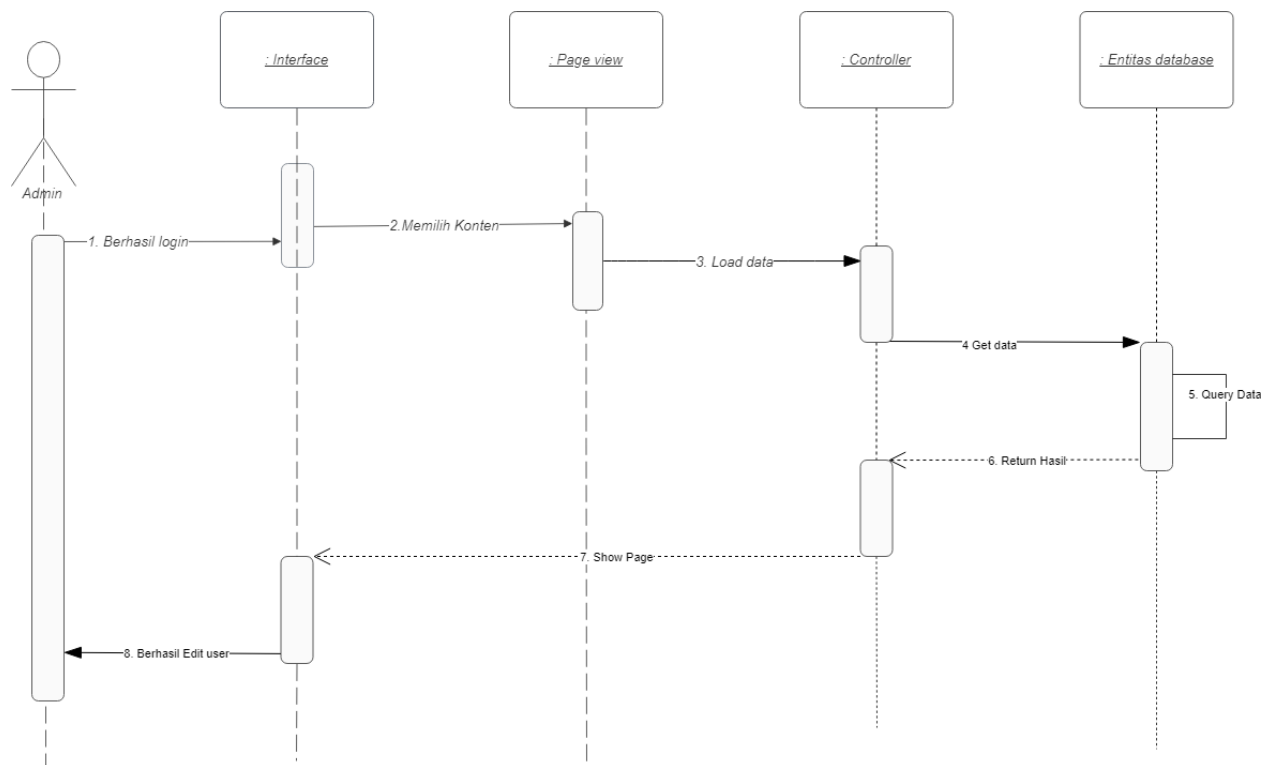 : Interface
: Page view
: Controller
: Entitas database
Admin
1. Berhasil login
2.Memilih Konten
3. Load data
4 Get data
5. Query Data
6. Return Hasil
7. Show Page
8. Berhasil Edit user